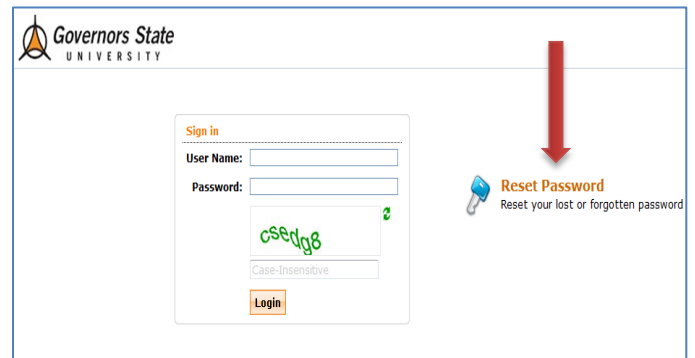 Governors State
UNIVERSITY
Sign in
User Name:
Password:
csedg8
Case-Insensitive
Login
Reset Password
Reset your lost or forgotten password